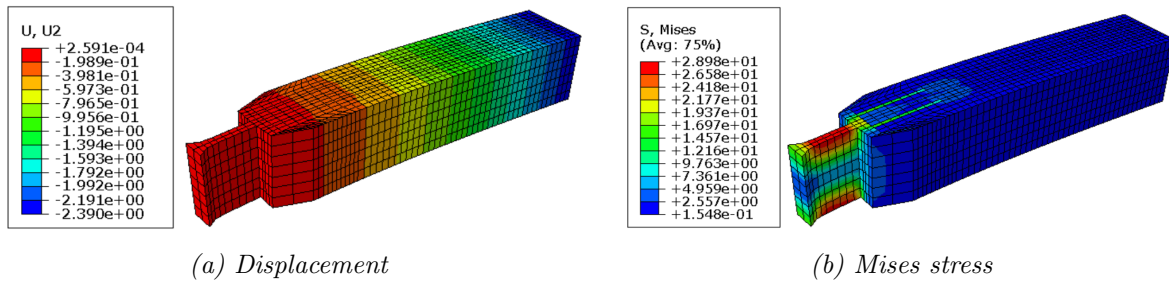 U, U2
+2.591e-04
-1.989e-01
-3.981e-01
-5.973e-01
-7.965e-01
-9.956e-01
-1.195e+00
-1.394e+00
-1.593e+00
-1.792e+00
-1.992e+00
-2.191e+00
-2.390e+00
S, Mises
(Avg: 75%)
+2.898e+01
+2.658e+01
+2.418e+01
+2.177e+01
+1.937e+01
+1.697e+01
+1.457e+01
+1.216e+01
+9.763e+00
+7.361e+00
+4.959e+00
+2.557e+00
+1.548e-01
(a) Displacement
(b) Mises stress